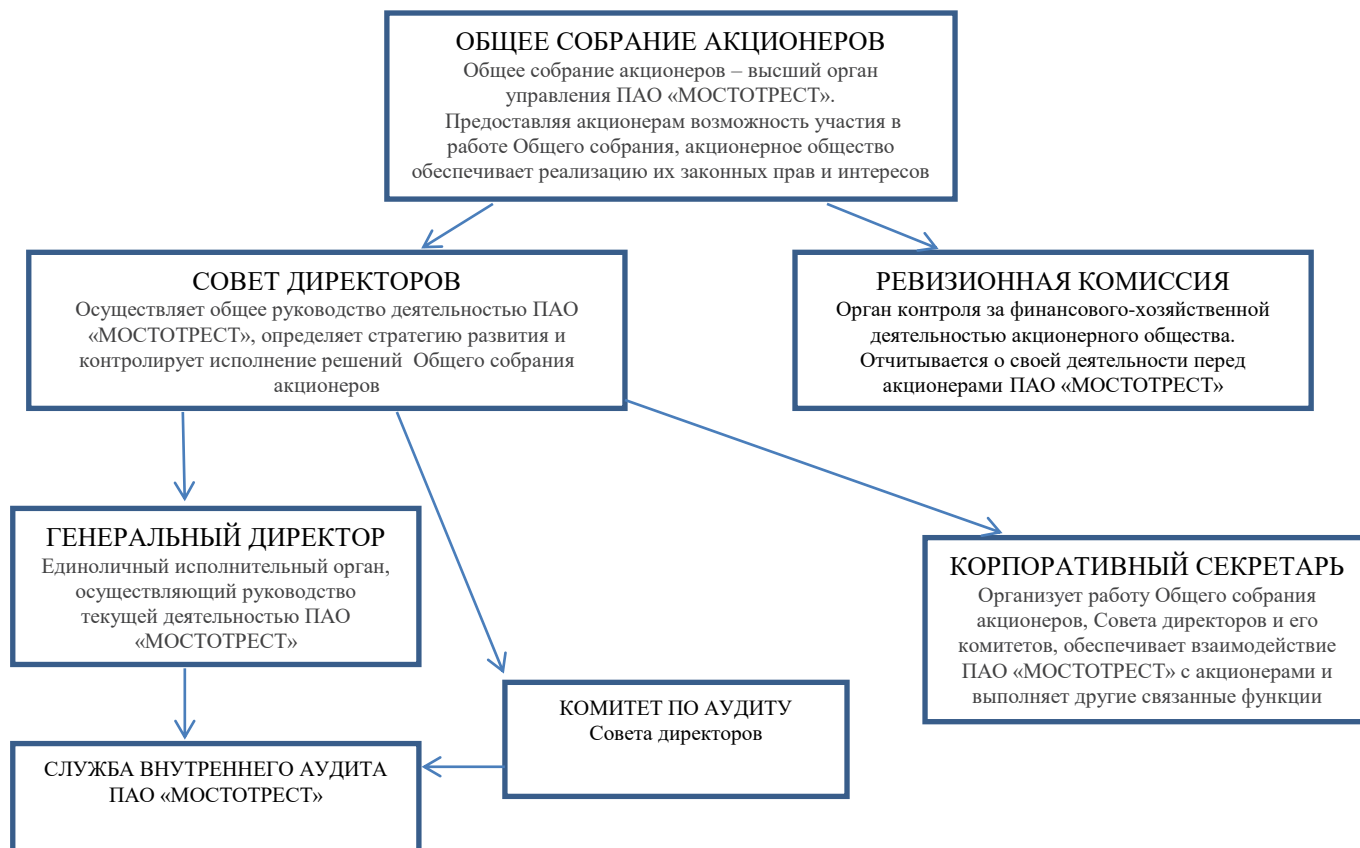 ОБЩЕЕ СОБРАНИЕ АКЦИОНЕРОВ
Общее собрание акционеров – высший орган
управления ПАО «МОСТОТРЕСТ».
Предоставляя акционерам возможность участия в
работе Общего собрания, акционерное общество
обеспечивает реализацию их законных прав и интересов
СОВЕТ ДИРЕКТОРОВ
Осуществляет общее руководство деятельностью ПАО
«МОСТОТРЕСТ», определяет стратегию развития и
контролирует исполнение решений Общего собрания
акционеров
РЕВИЗИОННАЯ КОМИССИЯ
Орган контроля за финансового-хозяйственной
деятельностью акционерного общества.
Отчитывается о своей деятельности перед
акционерами ПАО «МОСТОТРЕСТ»
ГЕНЕРАЛЬНЫЙ ДИРЕКТОР
Единоличный исполнительный орган,
осуществляющий руководство
текущей деятельностью ПАО
«МОСТОТРЕСТ»
КОРПОРАТИВНЫЙ СЕКРЕТАРЬ
Организует работу Общего собрания
акционеров, Совета директоров и его
комитетов, обеспечивает взаимодействие
ПАО «МОСТОТРЕСТ» с акционерами и
выполняет другие связанные функции
КОМИТЕТ ПО АУДИТУ
Совета директоров
СЛУЖБА ВНУТРЕННЕГО АУДИТА
ПАО «МОСТОТРЕСТ»